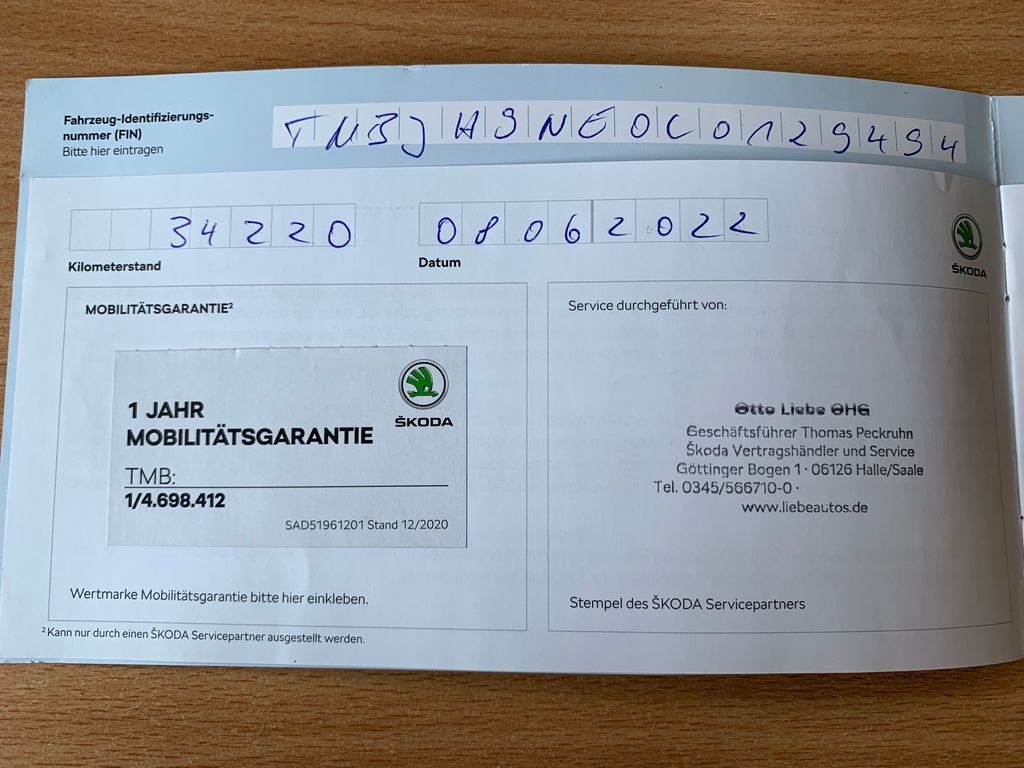 Fahrzeug-Identifizierungs-
nummer (FIN)
Bitte hier eintragen
TMBJH9NE0L0129494
34220
08062022
Kilometerstand
Datum
ŠKODA
MOBILITÄTSGARANTIE²
1 JAHR
MOBILITÄTSGARANTIE
ŠKODA
TMB:
1/4.698.412
SAD51961201 Stand 12/2020
Wertmarke Mobilitätsgarantie bitte hier einkleben.
Service durchgeführt von:
Otto Liebe OHG
Geschäftsführer Thomas Peckruhn
Škoda Vertragshändler und Service
Göttinger Bogen 1 · 06126 Halle/Saale
Tel. 0345/566710-0 ·
www.liebeautos.de
Stempel des ŠKODA Servicepartners
² Kann nur durch einen ŠKODA Servicepartner ausgestellt werden.